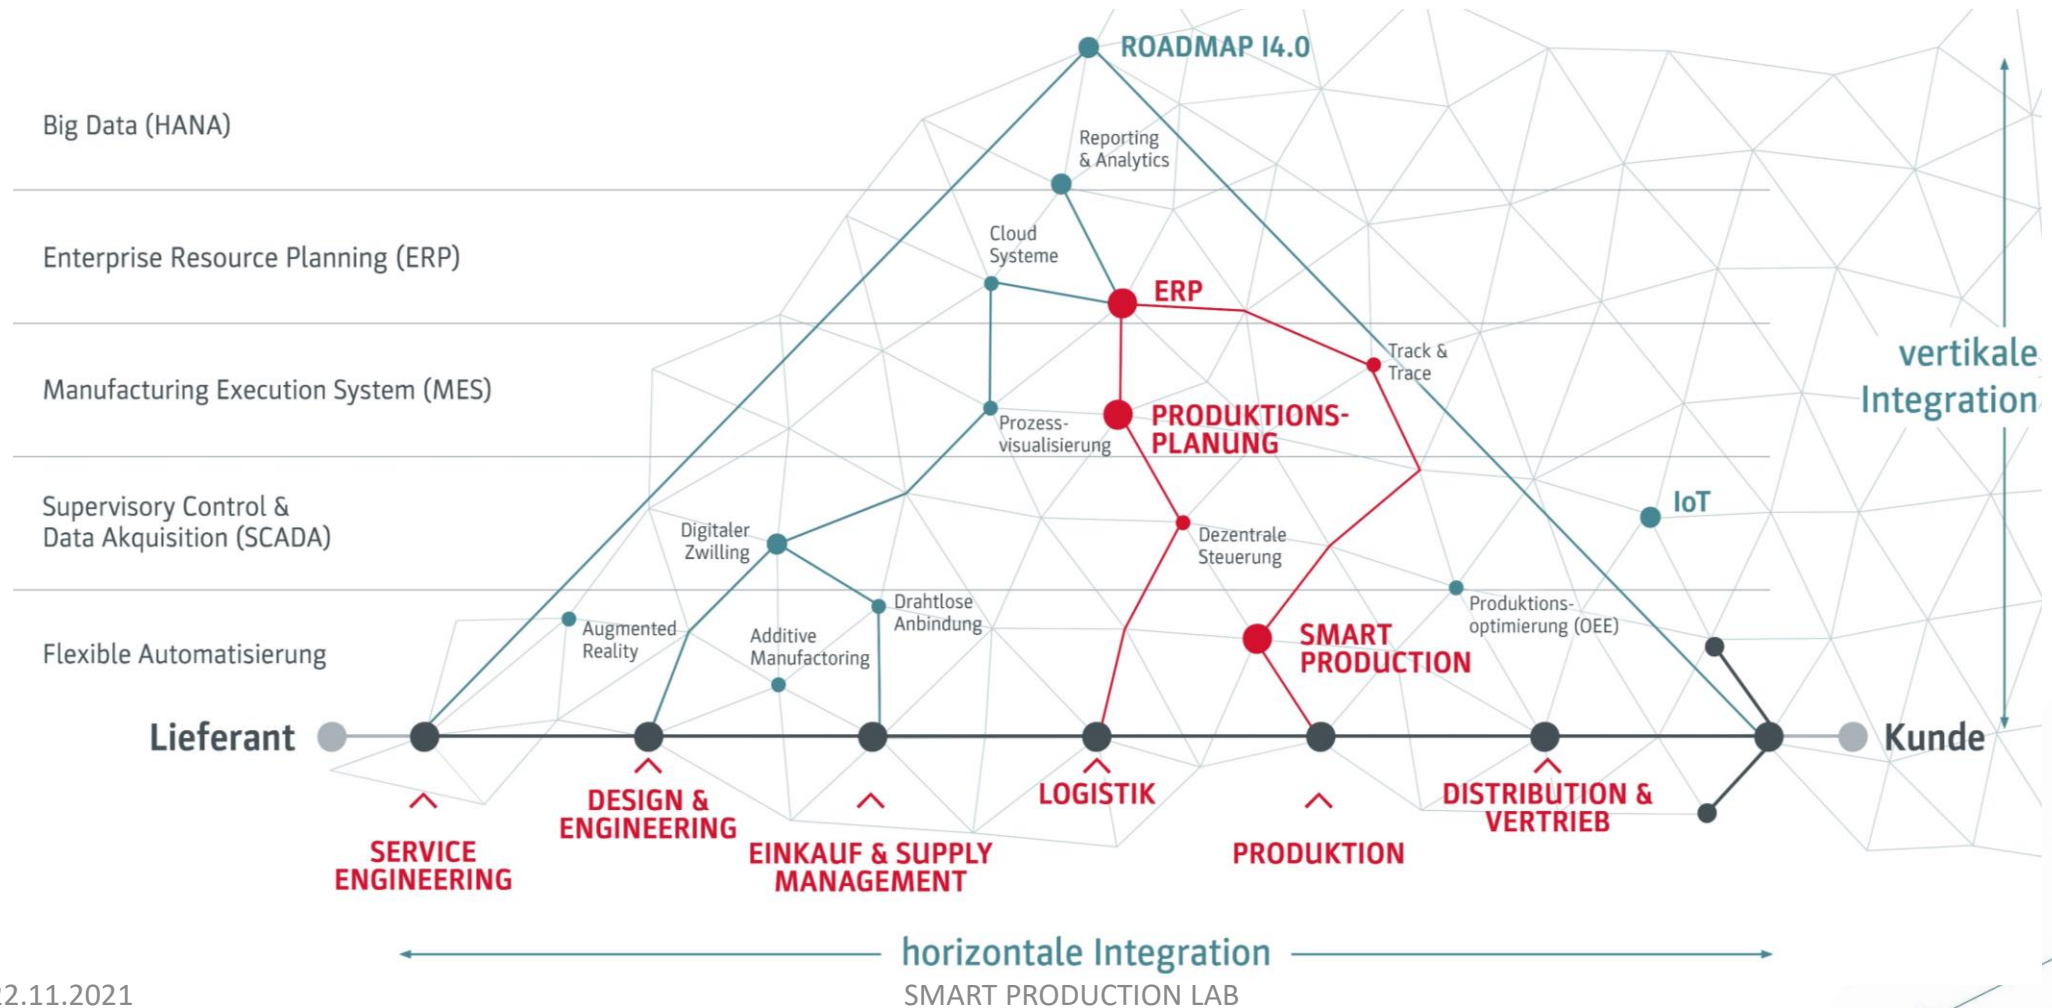 ROADMAP I4.0
Big Data (HANA)
Reporting
& Analytics
Enterprise Resource Planning (ERP)
Cloud
Systeme
ERP
Manufacturing Execution System (MES)
Track &
Trace
vertikale
Integration
PRODUKTIONS-
PLANUNG
Prozess-
visualisierung
Supervisory Control &
Data Akquisition (SCADA)
IoT
Digitaler
Zwilling
Dezentrale
Steuerung
Flexible Automatisierung
Augmented
Reality
Additive
Manufactoring
Drahtlose
Anbindung
SMART
PRODUCTION
Produktions-
optimierung (OEE)
Lieferant
Kunde
SERVICE
ENGINEERING
DESIGN &
ENGINEERING
EINKAUF & SUPPLY
MANAGEMENT
LOGISTIK
PRODUKTION
DISTRIBUTION &
VERTRIEB
horizontale Integration
22.11.2021
SMART PRODUCTION LAB